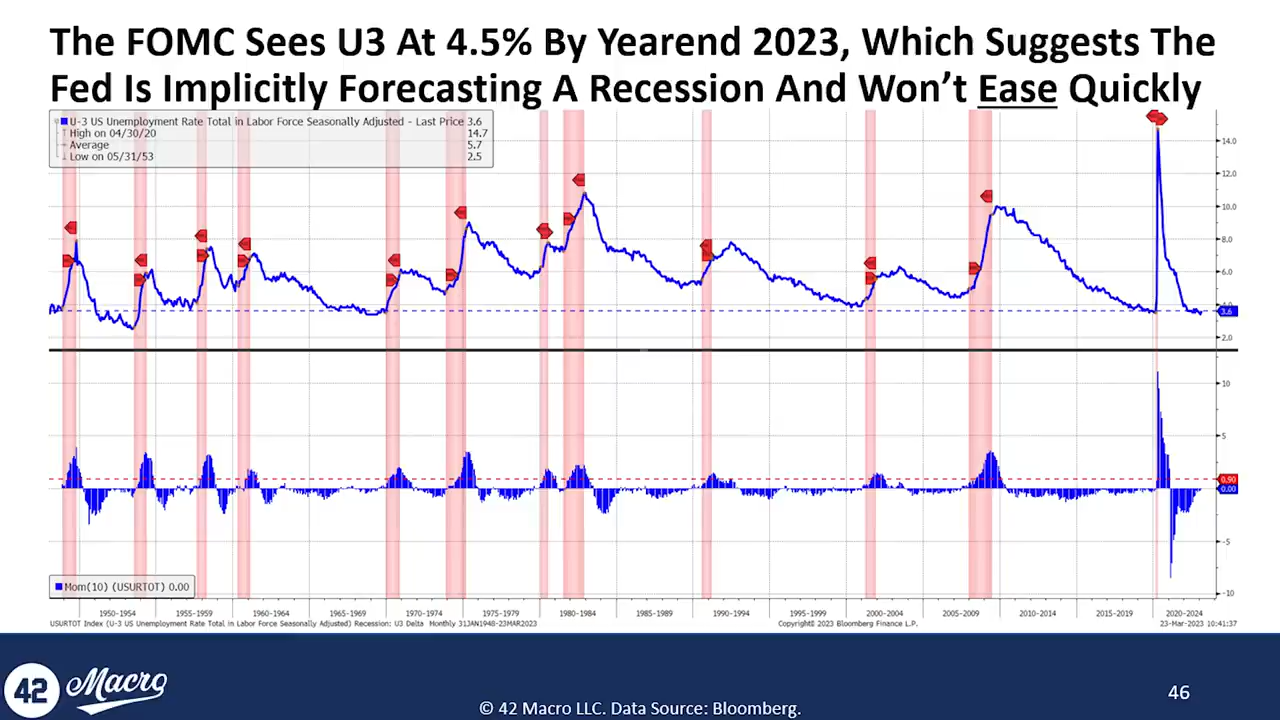 The FOMC Sees U3 At 4.5% By Yearend 2023, Which Suggests The
Fed Is Implicitly Forecasting A Recession And Won’t Ease Quickly
U-3 US Unemployment Rate Total in Labor Force Seasonally Adjusted - Last Price 3.6
High on 04/30/20 14.7
Average 5.7
Low on 05/31/53 2.5
14.0
12.0
10.0
8.0
6.0
4.0
3.6
2.0
10
5
0.90
0.00
-5
-10
Mom(10) (USURTOT) 0.00
1950-1954 1955-1959 1960-1964 1965-1969 1970-1974 1975-1979 1980-1984 1985-1989 1990-1994 1995-1999 2000-2004 2005-2009 2010-2014 2015-2019 2020-2024
USURTOT Index (U-3 US Unemployment Rate Total in Labor Force Seasonally Adjusted) Recession: U3 Delta Monthly 31JAN1948-23MAR2023 Copyright© 2023 Bloomberg Finance L.P. 23-Mar-2023 10:41:37
42 Macro
© 42 Macro LLC. Data Source: Bloomberg.
46